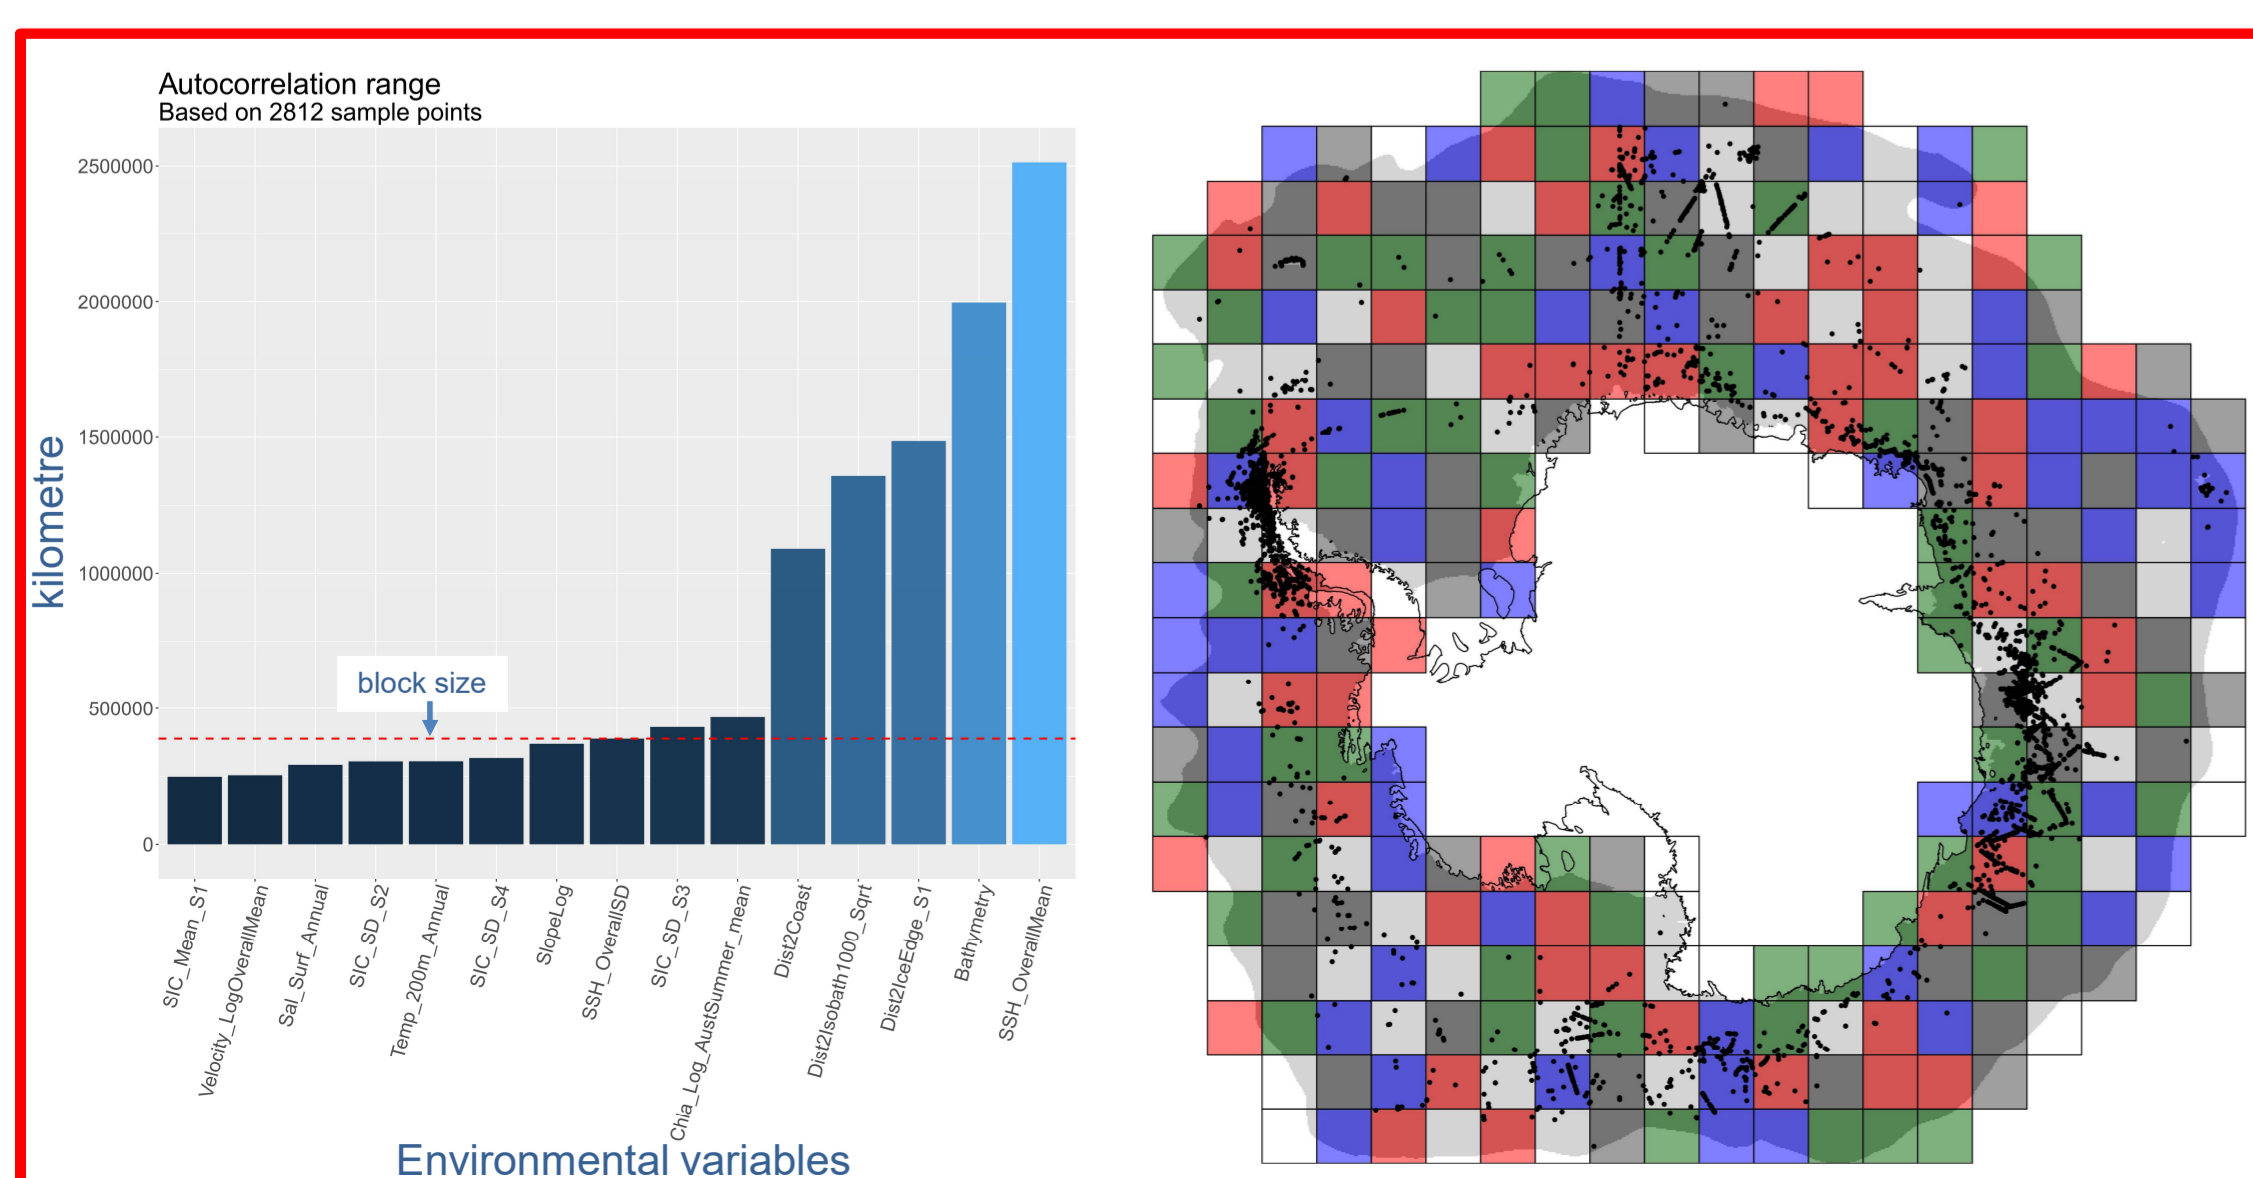 Autocorrelation range
Based on 2812 sample points
2500000
2000000
1500000
1000000
500000
0
kilometre
block size
SIC_Mean_S1
Velocity_LogOverallMean
Sal_Surf_Annual
SIC_SD_S2
Temp_200m_Annual
SIC_SD_S4
SlopeLog
SSH_OverallSD
SIC_SD_S3
Chla_Log_AustSummer_mean
Dist2Coast
Dist2Isobath1000_Sqrt
Dist2IceEdge_S1
Bathymetry
SSH_OverallMean
Environmental variables